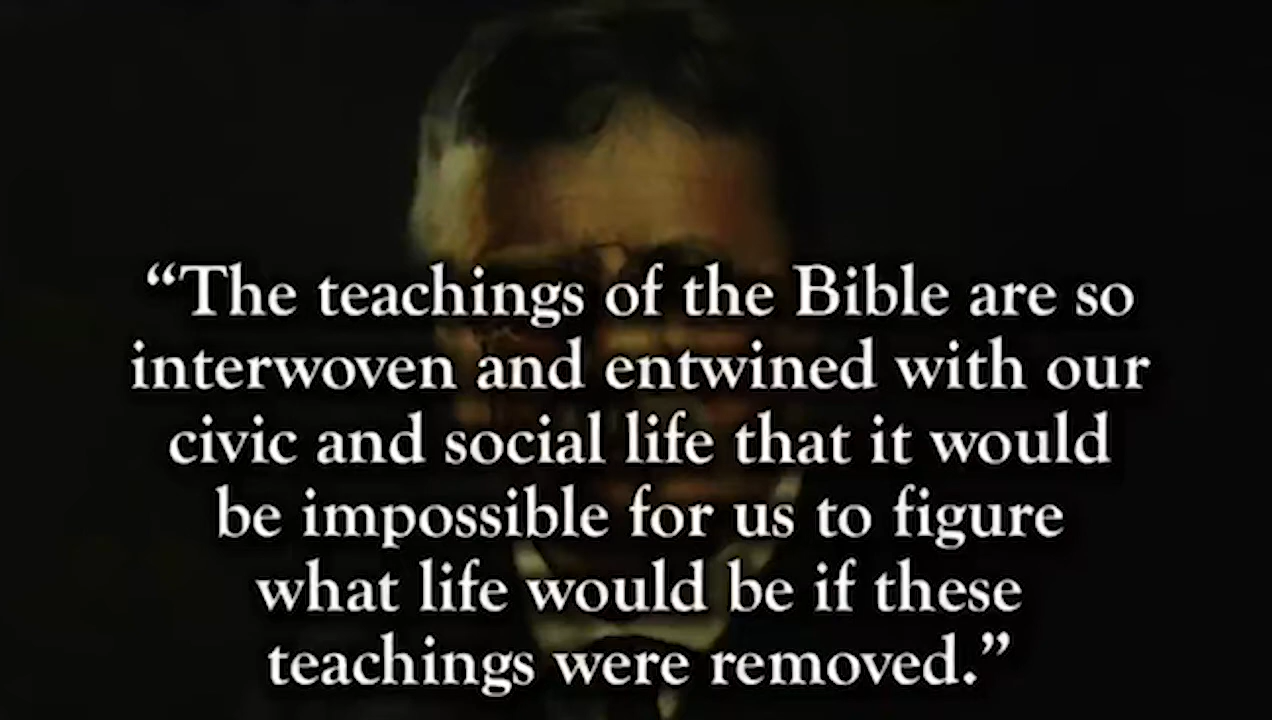 “The teachings of the Bible are so
interwoven and entwined with our
civic and social life that it would
be impossible for us to figure
what life would be if these
teachings were removed.”